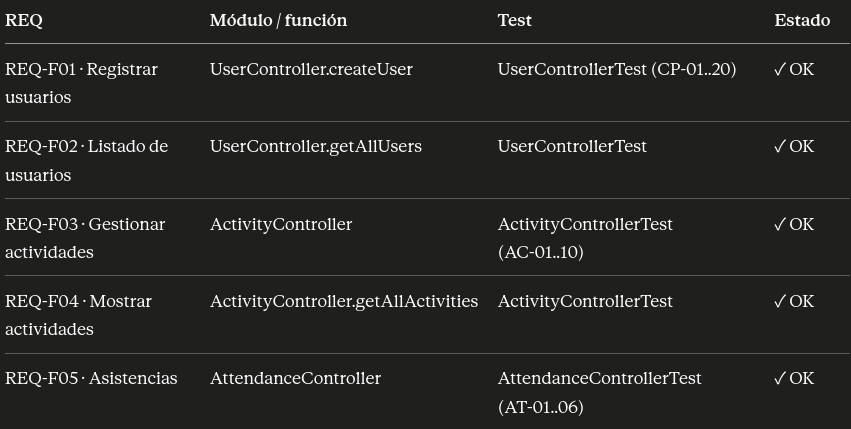 REQ Módulo / función Test Estado
REQ-F01 · Registrar UserController.createUser UserControllerTest (CP-01..20) ✓ OK
usuarios
REQ-F02 · Listado de UserController.getAllUsers UserControllerTest ✓ OK
usuarios
REQ-F03 · Gestionar ActivityController ActivityControllerTest ✓ OK
actividades (AC-01..10)
REQ-F04 · Mostrar ActivityController.getAllActivities ActivityControllerTest ✓ OK
actividades
REQ-F05 · Asistencias AttendanceController AttendanceControllerTest ✓ OK
(AT-01..06)